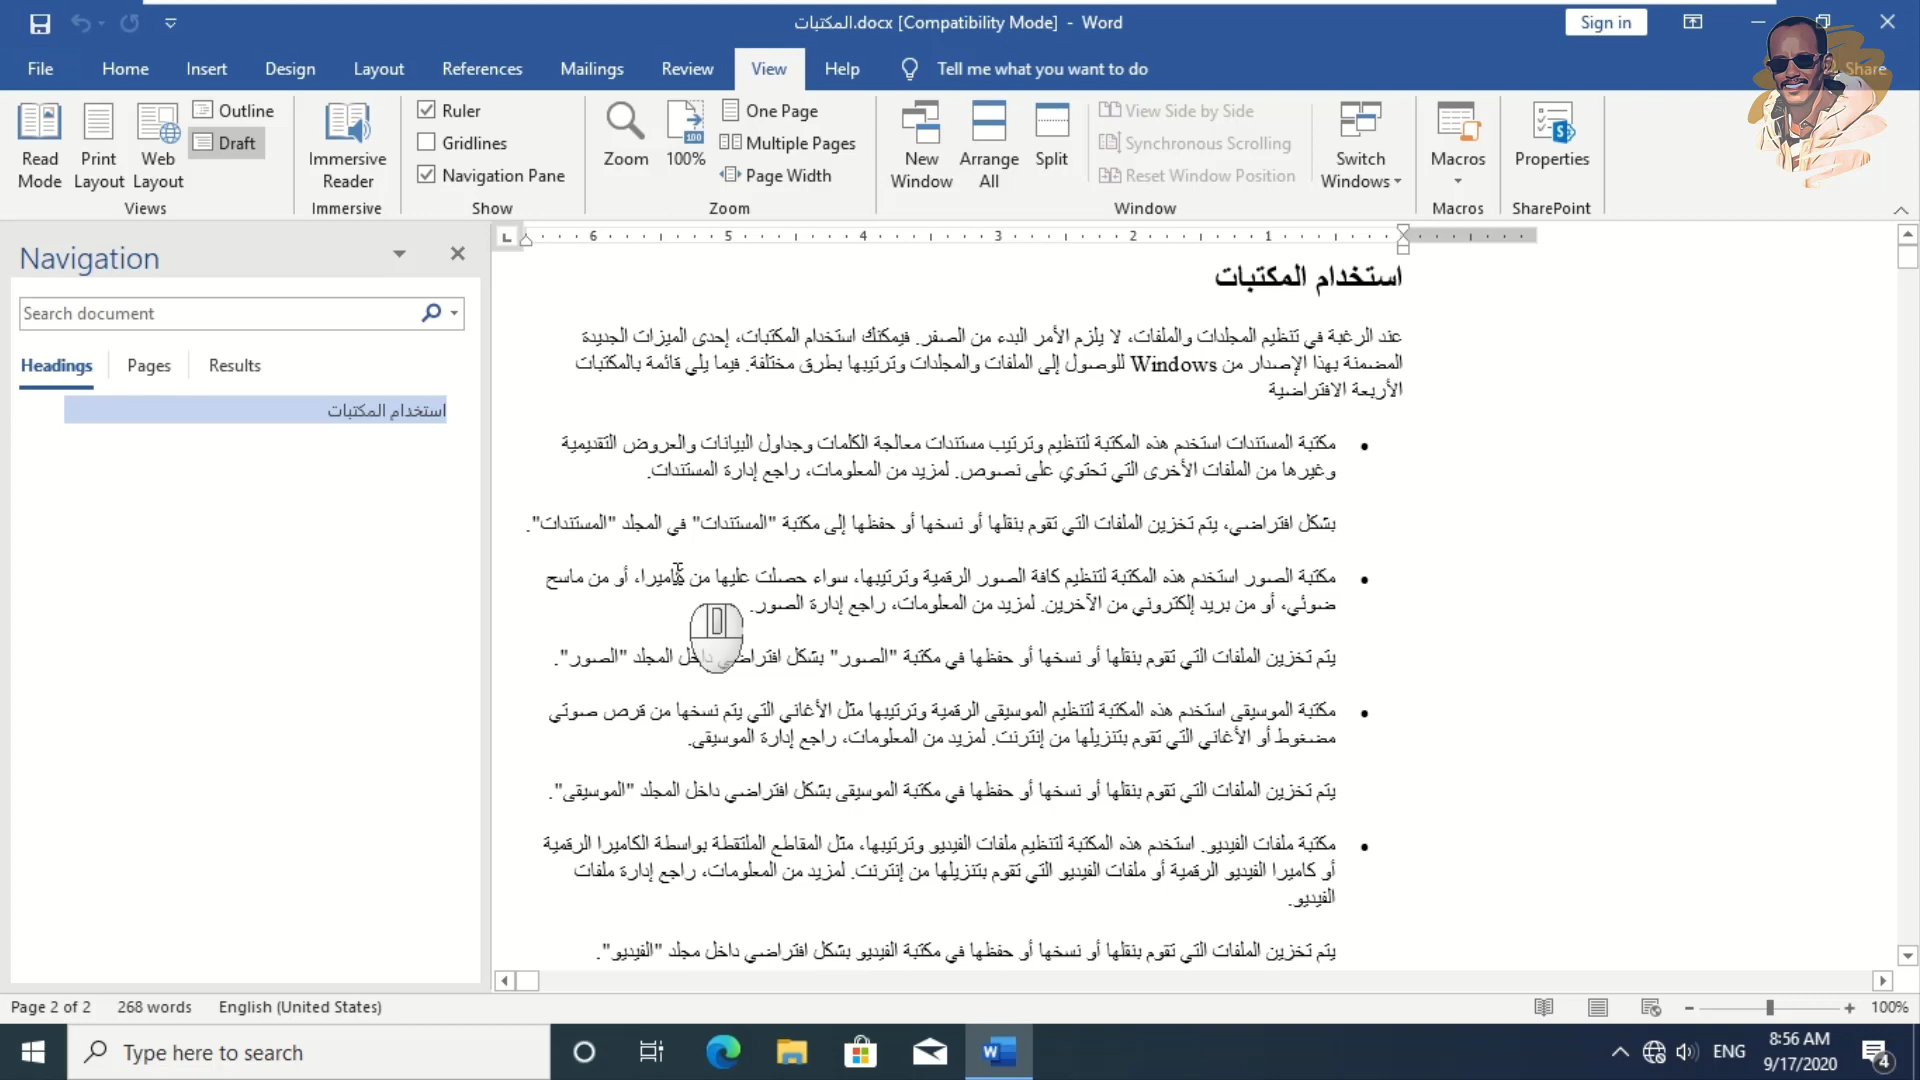 المكتبات.docx [Compatibility Mode] - Word
Sign in
File Home Insert Design Layout References Mailings Review View Help Tell me what you want to do Share
Read Mode
Print Layout
Web Layout
Outline
Draft
Views
Immersive Reader
Immersive
Ruler
Gridlines
Navigation Pane
Show
Zoom
100
100%
One Page
Multiple Pages
Page Width
Zoom
New Window
Arrange All
Split
View Side by Side
Synchronous Scrolling
Reset Window Position
Switch Windows
Window
Macros
Macros
Properties
SharePoint
Navigation
Search document
Headings Pages Results
استخدام المكتبات
6 5 4 3 2 1
استخدام المكتبات
عند الرغبة في تنظيم المجلدات والملفات، لا يلزم الأمر البدء من الصفر. فيمكنك استخدام المكتبات، إحدى الميزات الجديدة
المضمنة بهذا الإصدار من Windows للوصول إلى الملفات والمجلدات وترتيبها بطرق مختلفة. فيما يلي قائمة بالمكتبات
الأربعة الافتراضية
• مكتبة المستندات استخدم هذه المكتبة لتنظيم وترتيب مستندات معالجة الكلمات وجداول البيانات والعروض التقديمية
وغيرها من الملفات الأخرى التي تحتوي على نصوص. لمزيد من المعلومات، راجع إدارة المستندات.
بشكل افتراضي، يتم تخزين الملفات التي تقوم بنقلها أو نسخها أو حفظها إلى مكتبة "المستندات" في المجلد "المستندات".
• مكتبة الصور استخدم هذه المكتبة لتنظيم كافة الصور الرقمية وترتيبها، سواء حصلت عليها من كاميرا، أو من ماسح
ضوئي، أو من بريد إلكتروني من الآخرين. لمزيد من المعلومات، راجع إدارة الصور.
يتم تخزين الملفات التي تقوم بنقلها أو نسخها أو حفظها في مكتبة "الصور" بشكل افتراضي داخل المجلد "الصور".
• مكتبة الموسيقى استخدم هذه المكتبة لتنظيم الموسيقى الرقمية وترتيبها مثل الأغاني التي يتم نسخها من قرص صوتي
مضغوط أو الأغاني التي تقوم بتنزيلها من إنترنت. لمزيد من المعلومات، راجع إدارة الموسيقى.
يتم تخزين الملفات التي تقوم بنقلها أو نسخها أو حفظها في مكتبة الموسيقى بشكل افتراضي داخل المجلد "الموسيقى".
• مكتبة ملفات الفيديو. استخدم هذه المكتبة لتنظيم ملفات الفيديو وترتيبها، مثل المقاطع الملتقطة بواسطة الكاميرا الرقمية
أو كاميرا الفيديو الرقمية أو ملفات الفيديو التي تقوم بتنزيلها من إنترنت. لمزيد من المعلومات، راجع إدارة ملفات
الفيديو.
يتم تخزين الملفات التي تقوم بنقلها أو نسخها أو حفظها في مكتبة الفيديو بشكل افتراضي داخل مجلد "الفيديو".
Page 2 of 2 268 words English (United States) 100%
Type here to search
ENG
8:56 AM
9/17/2020
4